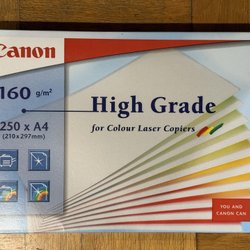 Canon
160 g/m²
High Grade
for Colour Laser Copiers
250 x A4
(210x297mm)
YOU AND
CANON CAN